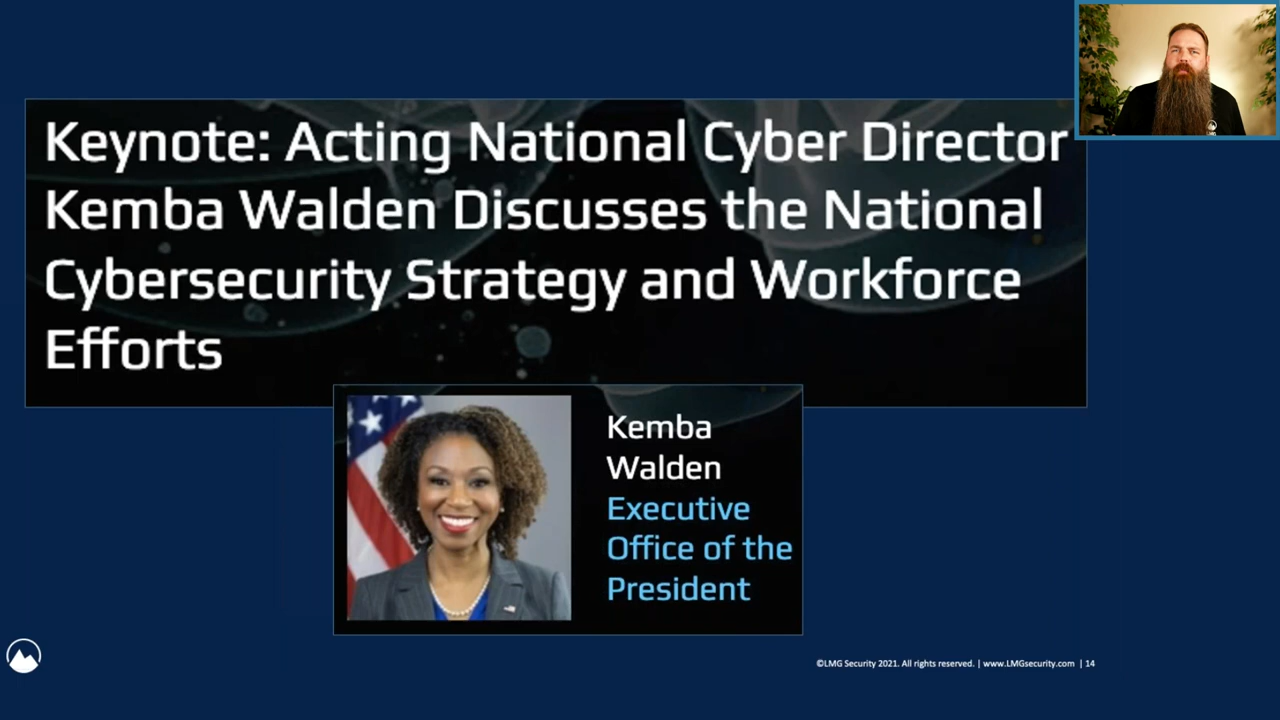 Keynote: Acting National Cyber Director
Kemba Walden Discusses the National
Cybersecurity Strategy and Workforce
Efforts
Kemba
Walden
Executive
Office of the
President
©LMG Security 2021. All rights reserved. | www.LMGsecurity.com | 14